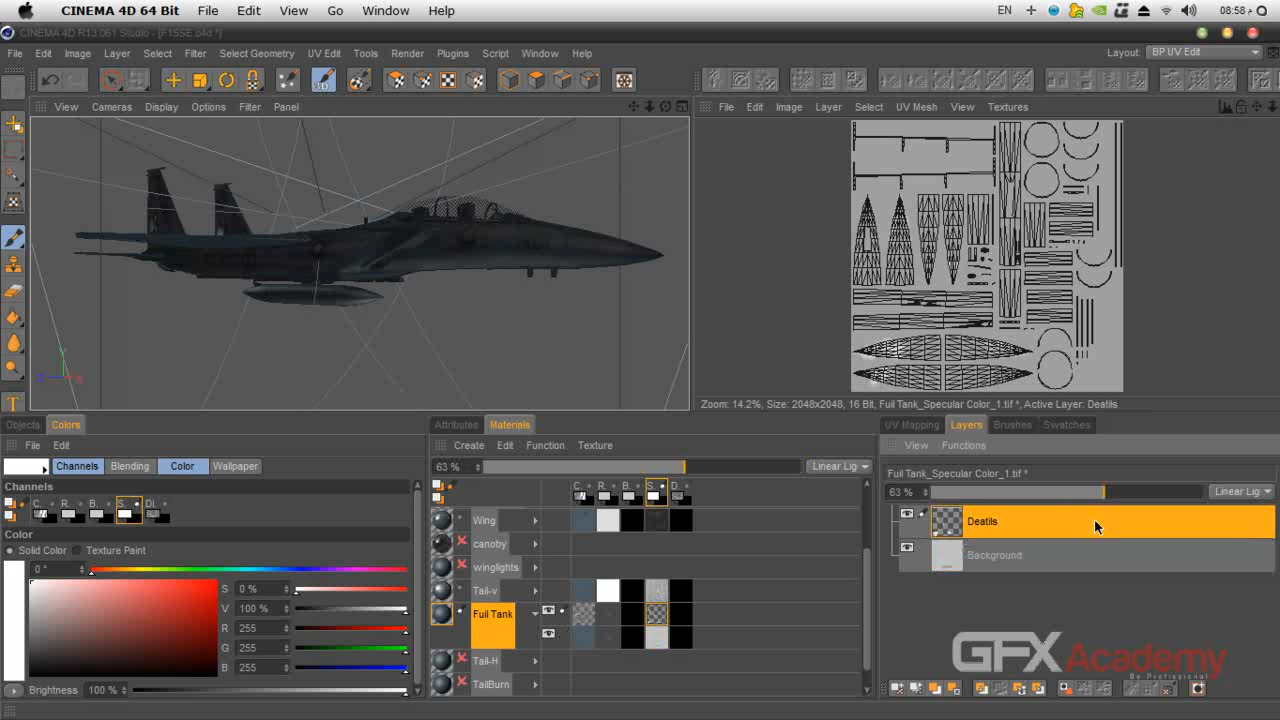 CINEMA 4D 64 Bit File Edit View Go Window Help EN 08:58 م
CINEMA 4D R13.061 Studio - [F15SE.c4d *]
File Edit Image Layer Select Filter Select Geometry UV Edit Tools Render Plugins Script Window Help Layout: BP UV Edit
3D
View Cameras Display Options Filter Panel
File Edit Image Layer Select UV Mesh View Textures
Y
Z X
Zoom: 14.2%, Size: 2048x2048, 16 Bit, Fuil Tank_Specular Color_1.tif *, Active Layer: Deatils
Objects Colors
Attributes Materials
UV Mapping Layers Brushes Swatches
File Edit
Create Edit Function Texture
View Functions
Channels Blending Color Wallpaper
63 % Linear Lig
Fuil Tank_Specular Color_1.tif *
63 % Linear Lig
Channels
C. R. B. S. Di.
C. R. B. S. D.
Color
Solid Color Texture Paint
0 °
S 0 %
V 100 %
R 255
G 255
B 255
Brightness 100 %
Wing
canoby
winglights
Tail-v
Fuil Tank
Tail-H
TailBurn
Deatils
Background
GFX Academy
Be Professional